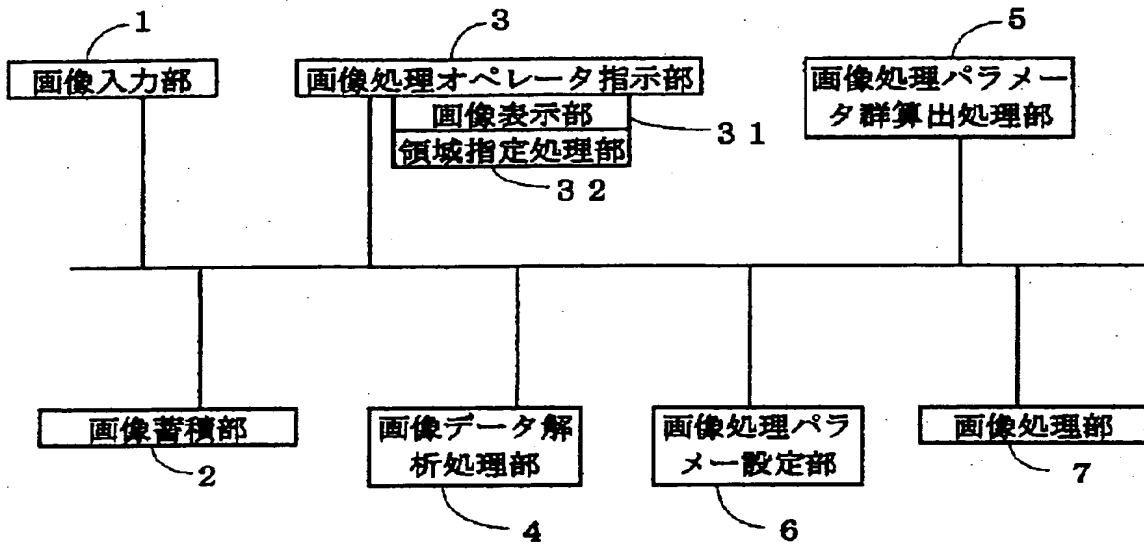 1
3
5
画像入力部
画像処理オペレータ指示部
画像処理パラメー
タ群算出処理部
画像表示部
31
領域指定処理部
32
画像蓄積部
2
画像データ解
析処理部
4
画像処理パラ
メー設定部
6
画像処理部
7